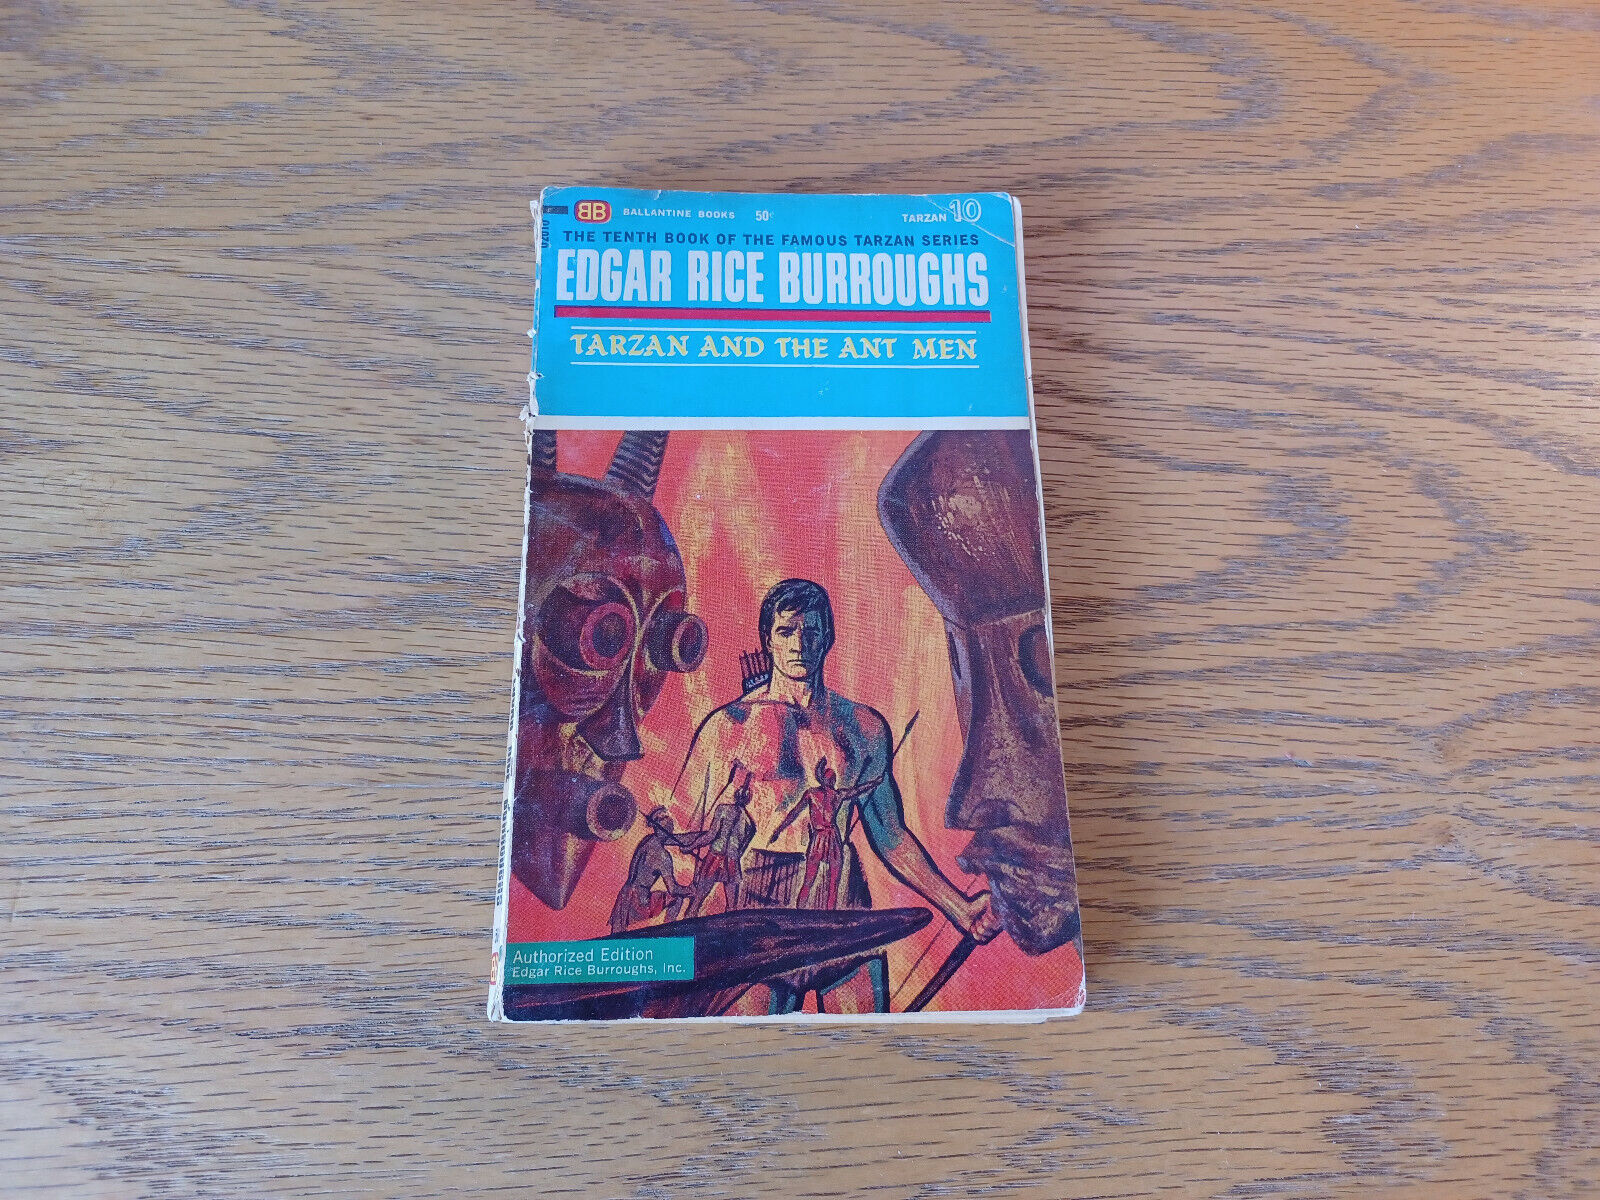 BB BALLANTINE BOOKS 50¢ TARZAN 10
THE TENTH BOOK OF THE FAMOUS TARZAN SERIES
EDGAR RICE BURROUGHS
TARZAN AND THE ANT MEN
Authorized Edition
Edgar Rice Burroughs, Inc.